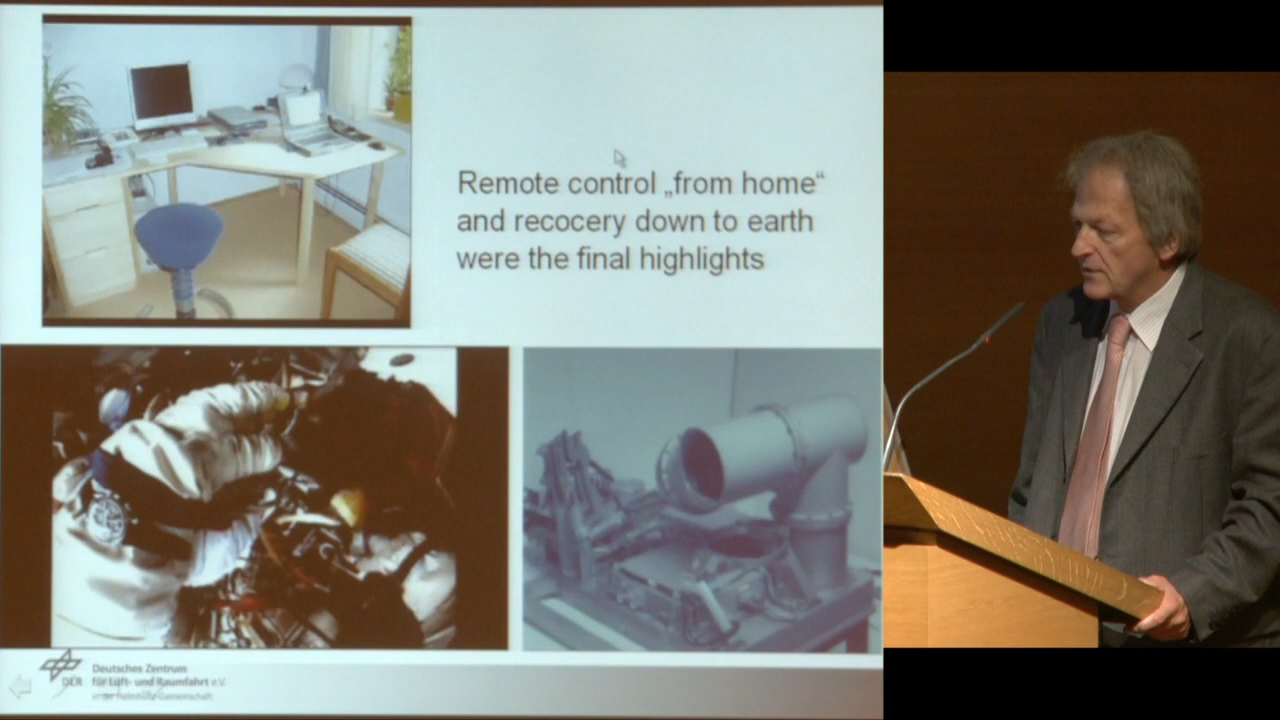 Remote control „from home“
and recocery down to earth
were the final highlights
DLR
Deutsches Zentrum
für Luft- und Raumfahrt e.V.
in der Helmholtz-Gemeinschaft